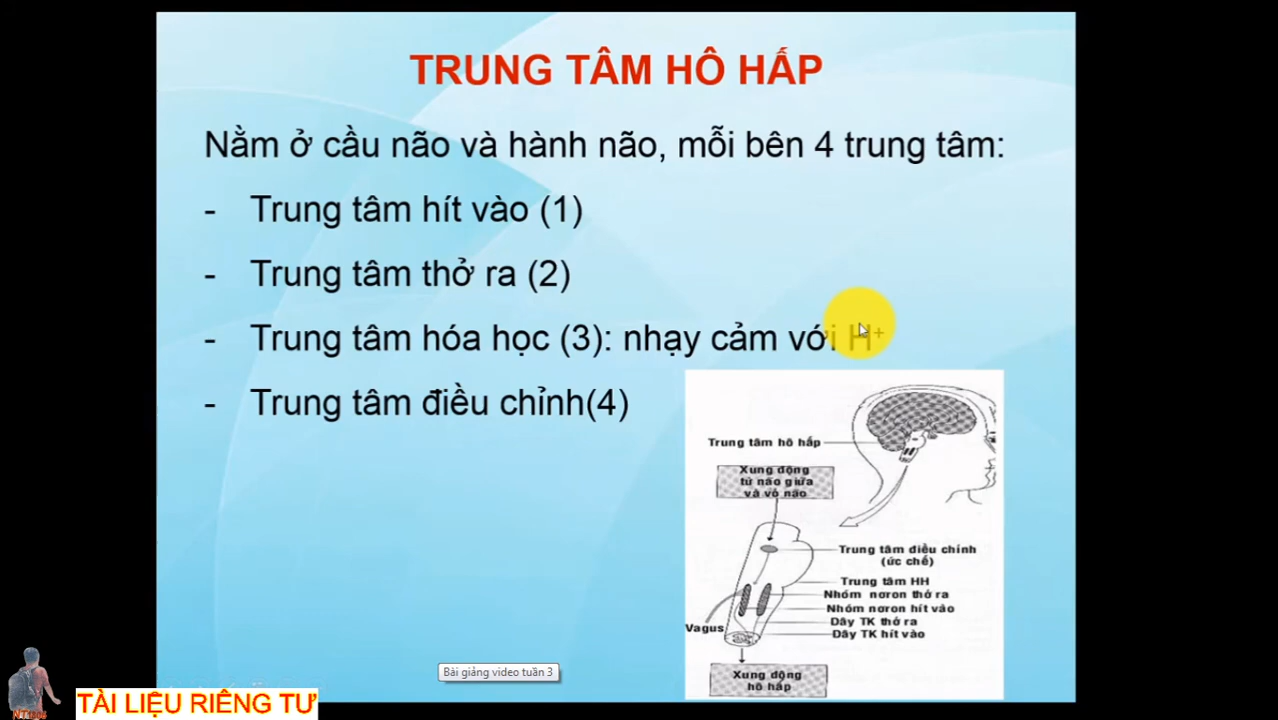 TRUNG TÂM HÔ HẤP
Nằm ở cầu não và hành não, mỗi bên 4 trung tâm:
- Trung tâm hít vào (1)
- Trung tâm thở ra (2)
- Trung tâm hóa học (3): nhạy cảm với H⁺
- Trung tâm điều chỉnh(4)
Trung tâm hô hấp
Xung động
từ não giữa
và vỏ não
Trung tâm điều chỉnh
(ức chế)
Trung tâm HH
Nhóm nơron thở ra
Nhóm nơron hít vào
Dây TK thở ra
Dây TK hít vào
Vagus
Xung động
hô hấp
Bài giảng video tuần 3
TÀI LIỆU RIÊNG TƯ